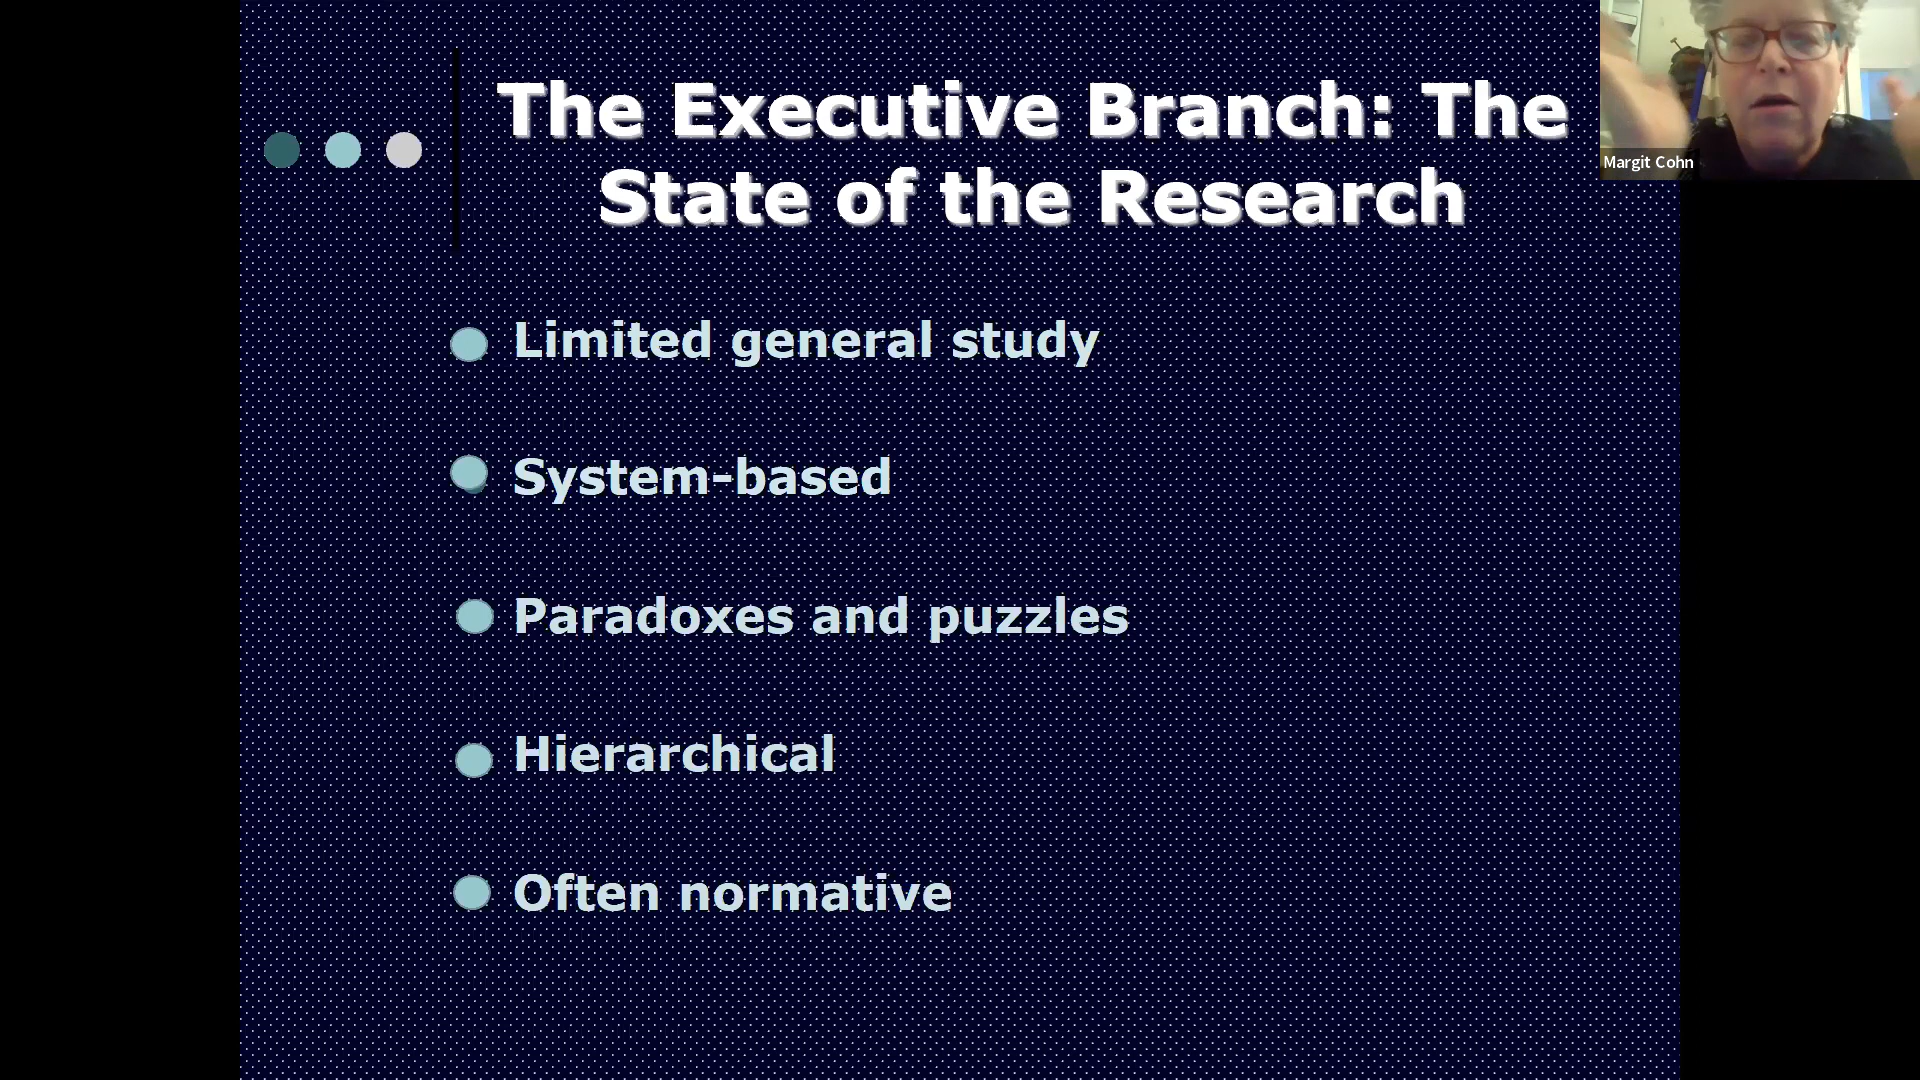 The Executive Branch: The
State of the Research
Margit Cohn
Limited general study
System-based
Paradoxes and puzzles
Hierarchical
Often normative